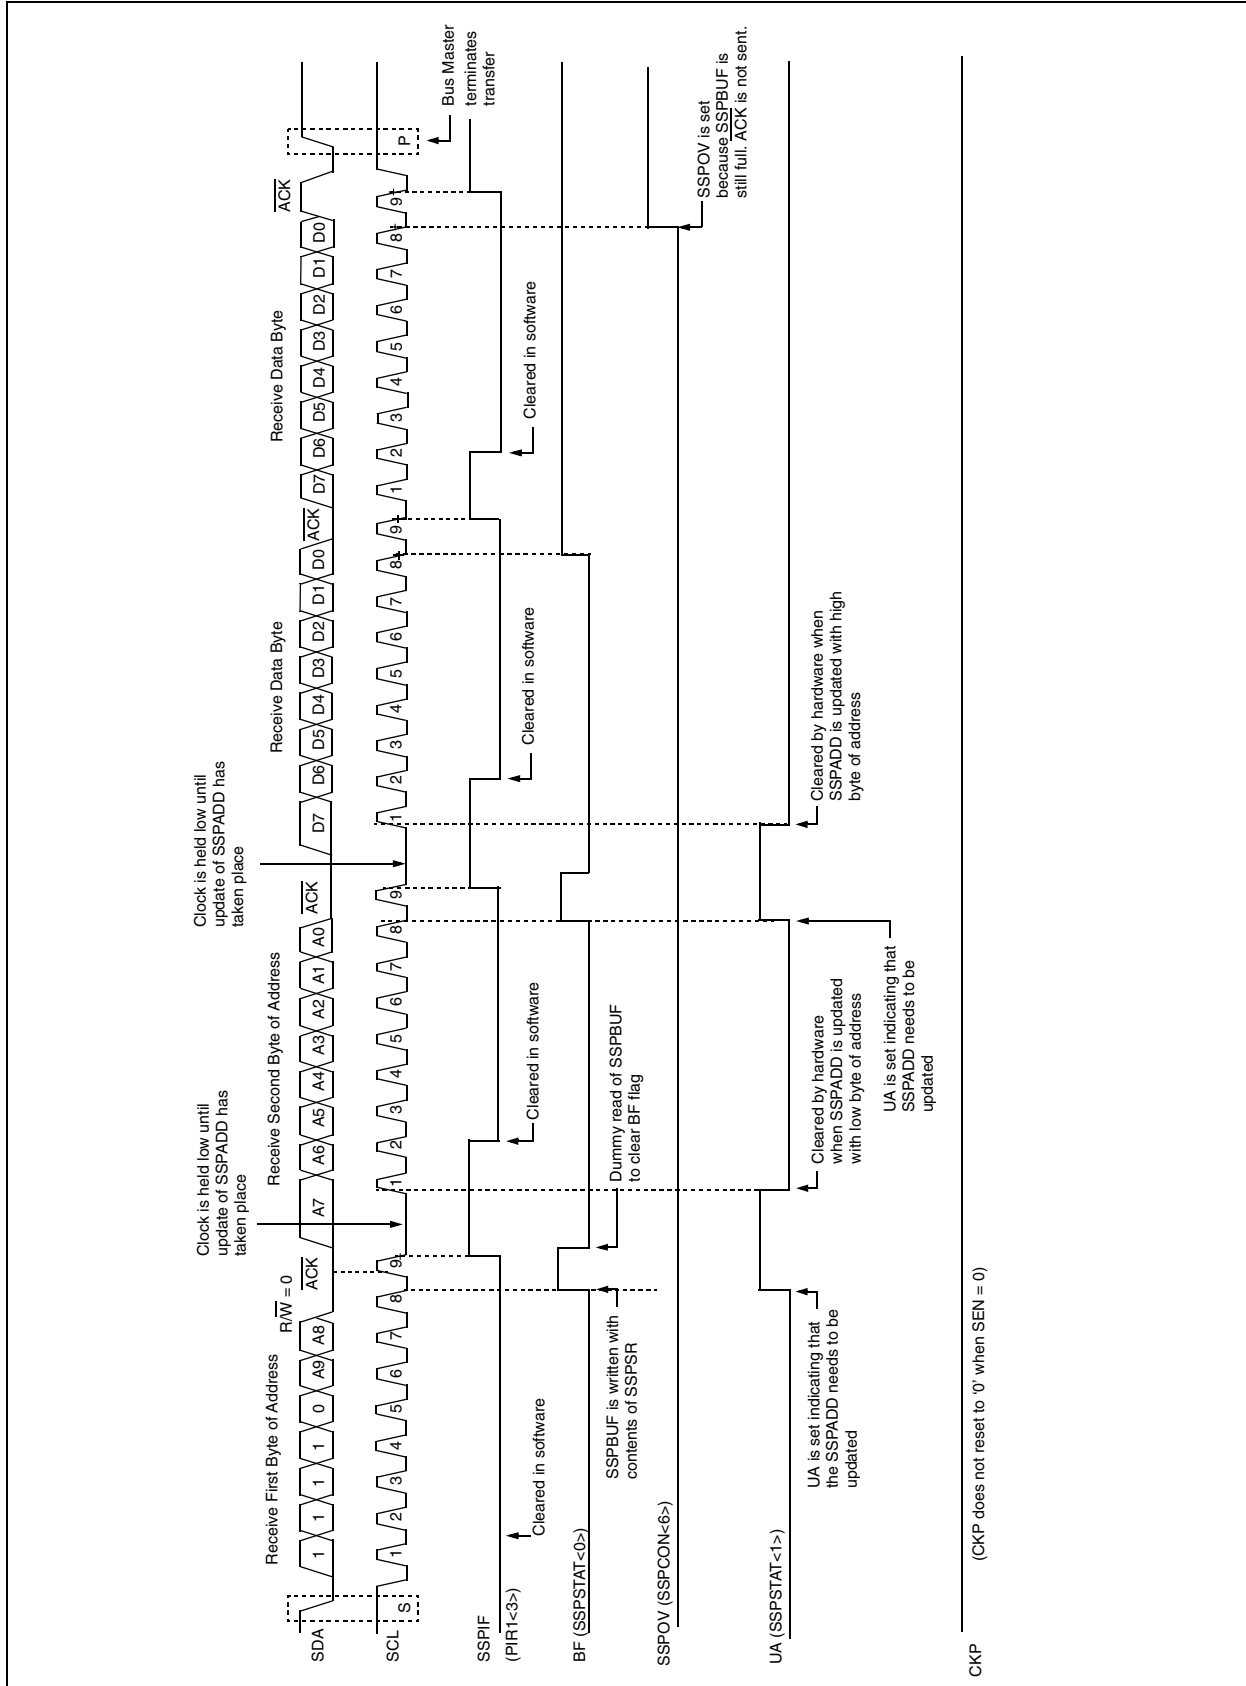 Receive First Byte of Address
R/W = 0
Receive Second Byte of Address
Clock is held low until
update of SSPADD has
taken place
Clock is held low until
update of SSPADD has
taken place
Receive Data Byte
Receive Data Byte
SDA
1 1 1 1 0 A9 A8 ACK A7 A6 A5 A4 A3 A2 A1 A0 ACK D7 D6 D5 D4 D3 D2 D1 D0 ACK D7 D6 D5 D4 D3 D2 D1 D0 ACK
SCL
S 1 2 3 4 5 6 7 8 9 1 2 3 4 5 6 7 8 9 1 2 3 4 5 6 7 8 9 1 2 3 4 5 6 7 8 9 P
Bus Master
terminates
transfer
SSPIF
(PIR1<3>)
Cleared in software
Cleared in software
Cleared in software
Cleared in software
BF (SSPSTAT<0>)
SSPBUF is written with
contents of SSPSR
Dummy read of SSPBUF
to clear BF flag
SSPOV (SSPCON<6>)
SSPOV is set
because SSPBUF is
still full. ACK is not sent.
UA (SSPSTAT<1>)
UA is set indicating that
the SSPADD needs to be
updated
Cleared by hardware
when SSPADD is updated
with low byte of address
UA is set indicating that
SSPADD needs to be
updated
Cleared by hardware when
SSPADD is updated with high
byte of address
CKP
(CKP does not reset to ‘0’ when SEN = 0)